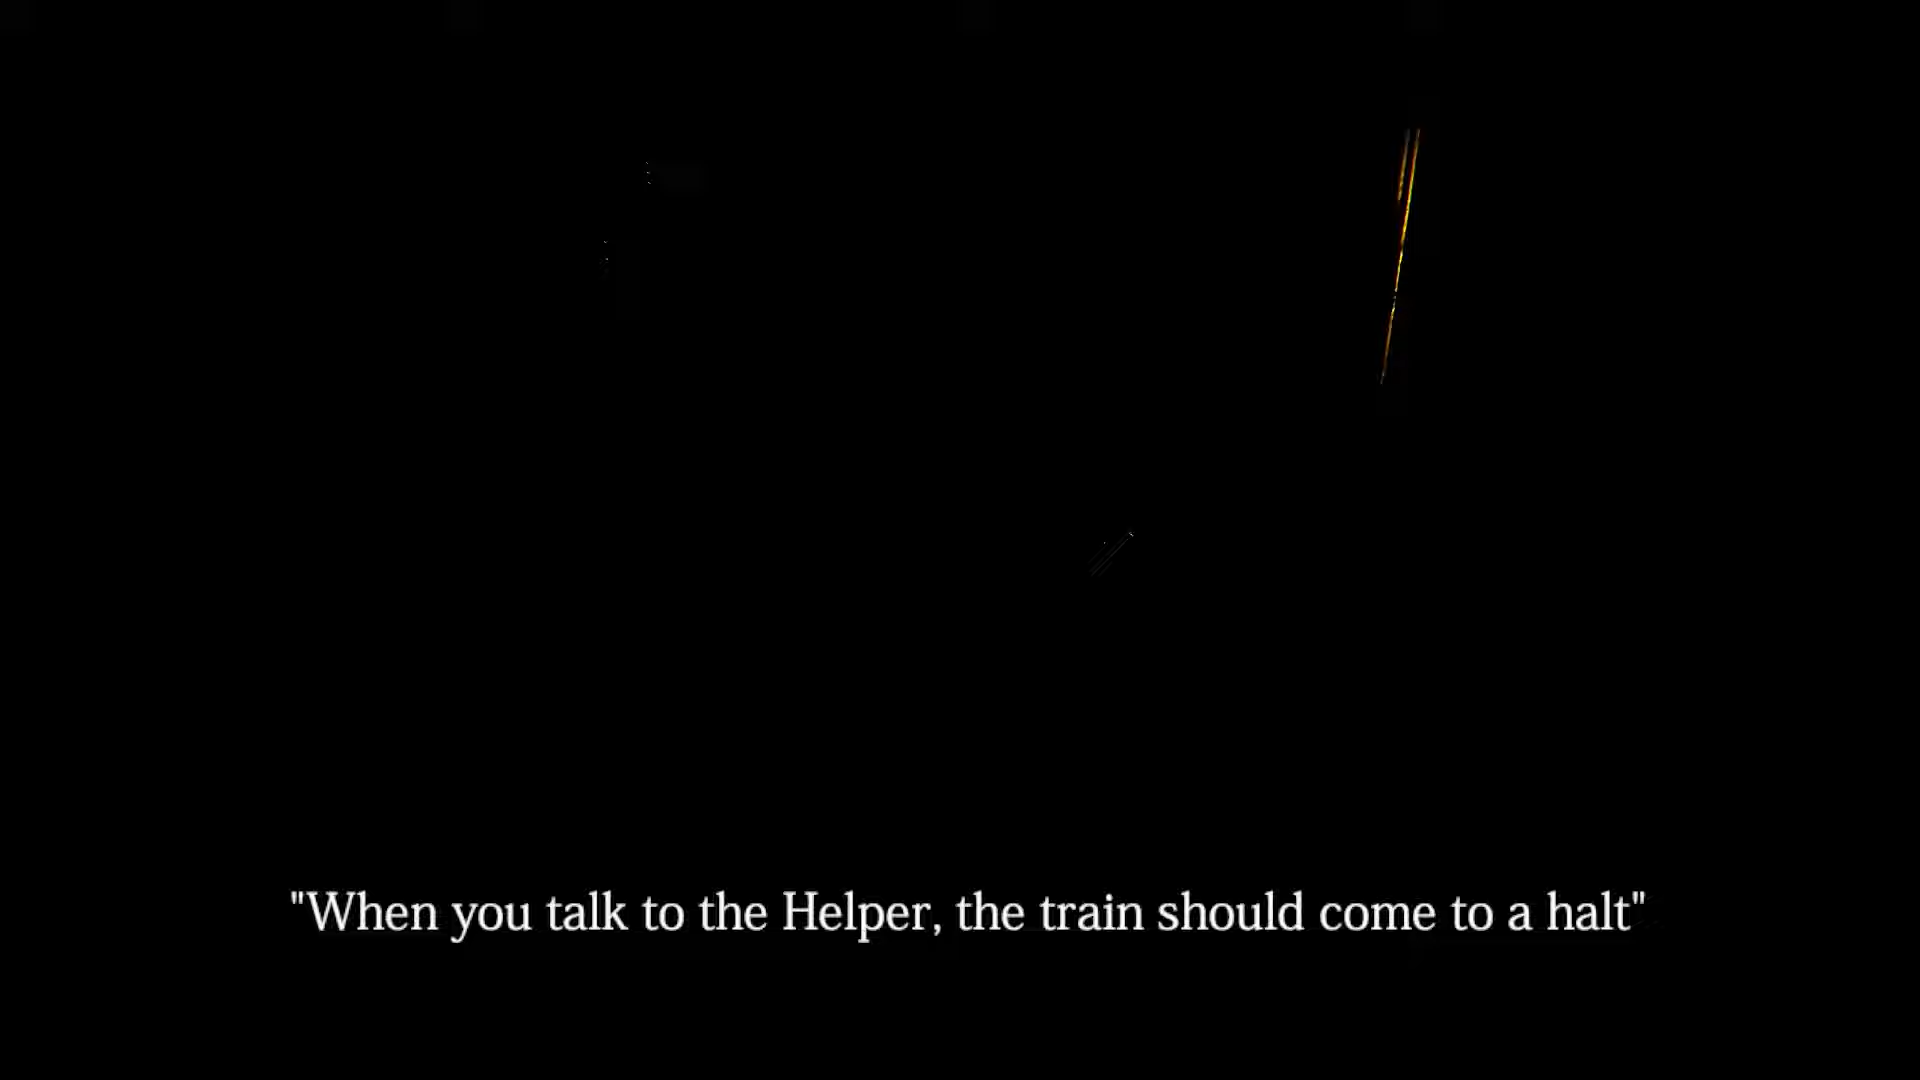 "When you talk to the Helper, the train should come to a halt"